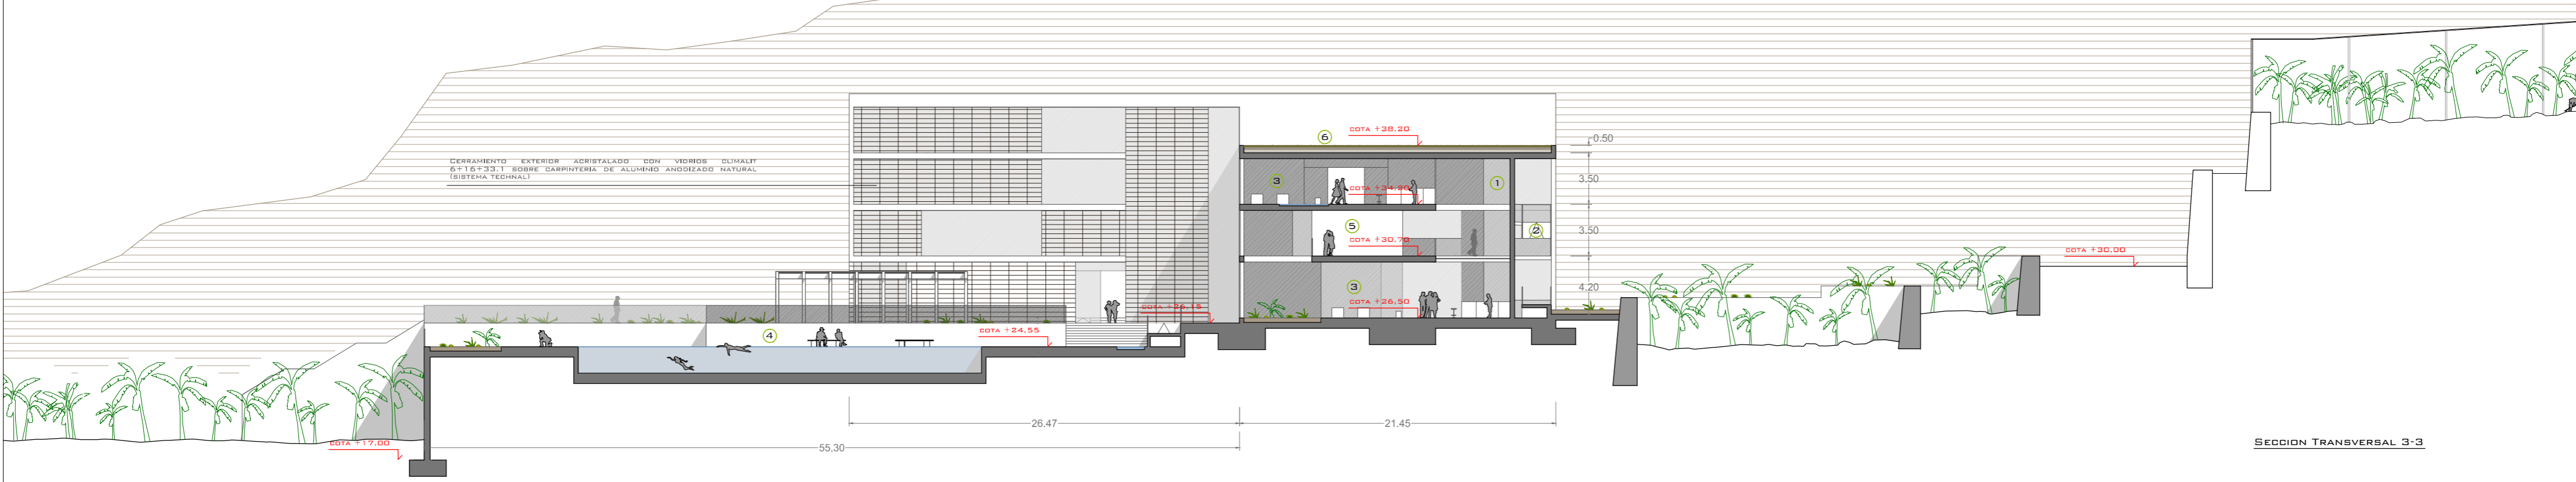 CERRAMIENTO EXTERIOR ACRISTALADO CON VIDRIOS CLIMALIT
6+16+33.1 SOBRE CARPINTERIA DE ALUMINIO ANODIZADO NATURAL
(SISTEMA TECHNAL)
6
COTA +38.20
0.50
3
1
COTA +34.20
3.50
5
2
3.50
COTA +30.70
COTA +30.00
3
4.20
COTA +26.50
COTA +26.15
4
COTA +24.55
26.47
21.45
COTA +17.00
55.30
SECCION TRANSVERSAL 3-3